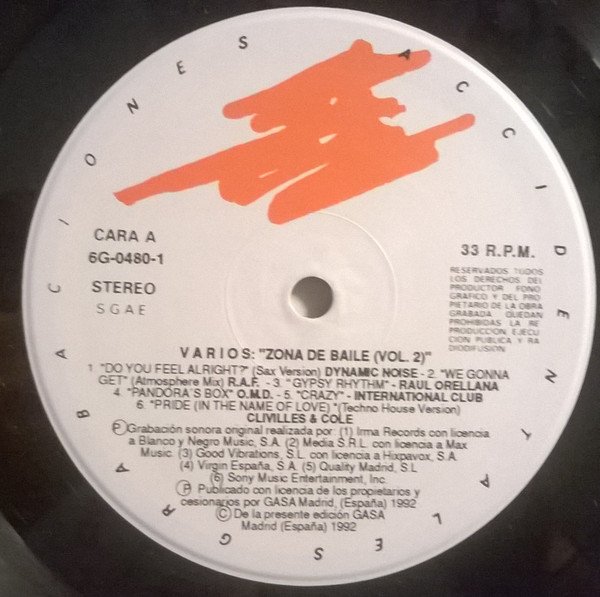 GRABACIONES ACCIDENTALES
CARA A
6G-0480-1
STEREO
SGAE
33 R.P.M.
RESERVADOS TODOS
LOS DERECHOS DEL
PRODUCTOR FONO
GRAFICO Y DEL PRO
PIETARIO DE LA OBRA
GRABADA QUEDAN
PROHIBIDAS LA RE
PRODUCCION EJECU
CION PUBLICA Y RA
DIODIFUSION
VARIOS: "ZONA DE BAILE (VOL. 2)"
1 "DO YOU FEEL ALRIGHT?" (Sax Version) DYNAMIC NOISE - 2. "WE GONNA
GET" (Atmosphere Mix) R.A.F. - 3. "GYPSY RHYTHM" - RAUL ORELLANA
4. "PANDORA'S BOX" O.M.D. - 5. "CRAZY" - INTERNATIONAL CLUB
6. "PRIDE (IN THE NAME OF LOVE)" (Techno House Version)
CLIVILLES & COLE
Ⓟ Grabación sonora original realizada por: (1) Irma Records con licencia
a Blanco y Negro Music, S.A. (2) Media S.R.L. con licencia a Max
Music. (3) Good Vibrations, S.L. con licencia a Hixpavox, S.A.
(4) Virgin España, S.A. (5) Quality Madrid, S.L
(6) Sony Music Entertainment, Inc.
Ⓟ Publicado con licencia de los propietarios y
cesionarios por GASA Madrid, (España) 1992
© De la presente edición GASA
Madrid (España) 1992